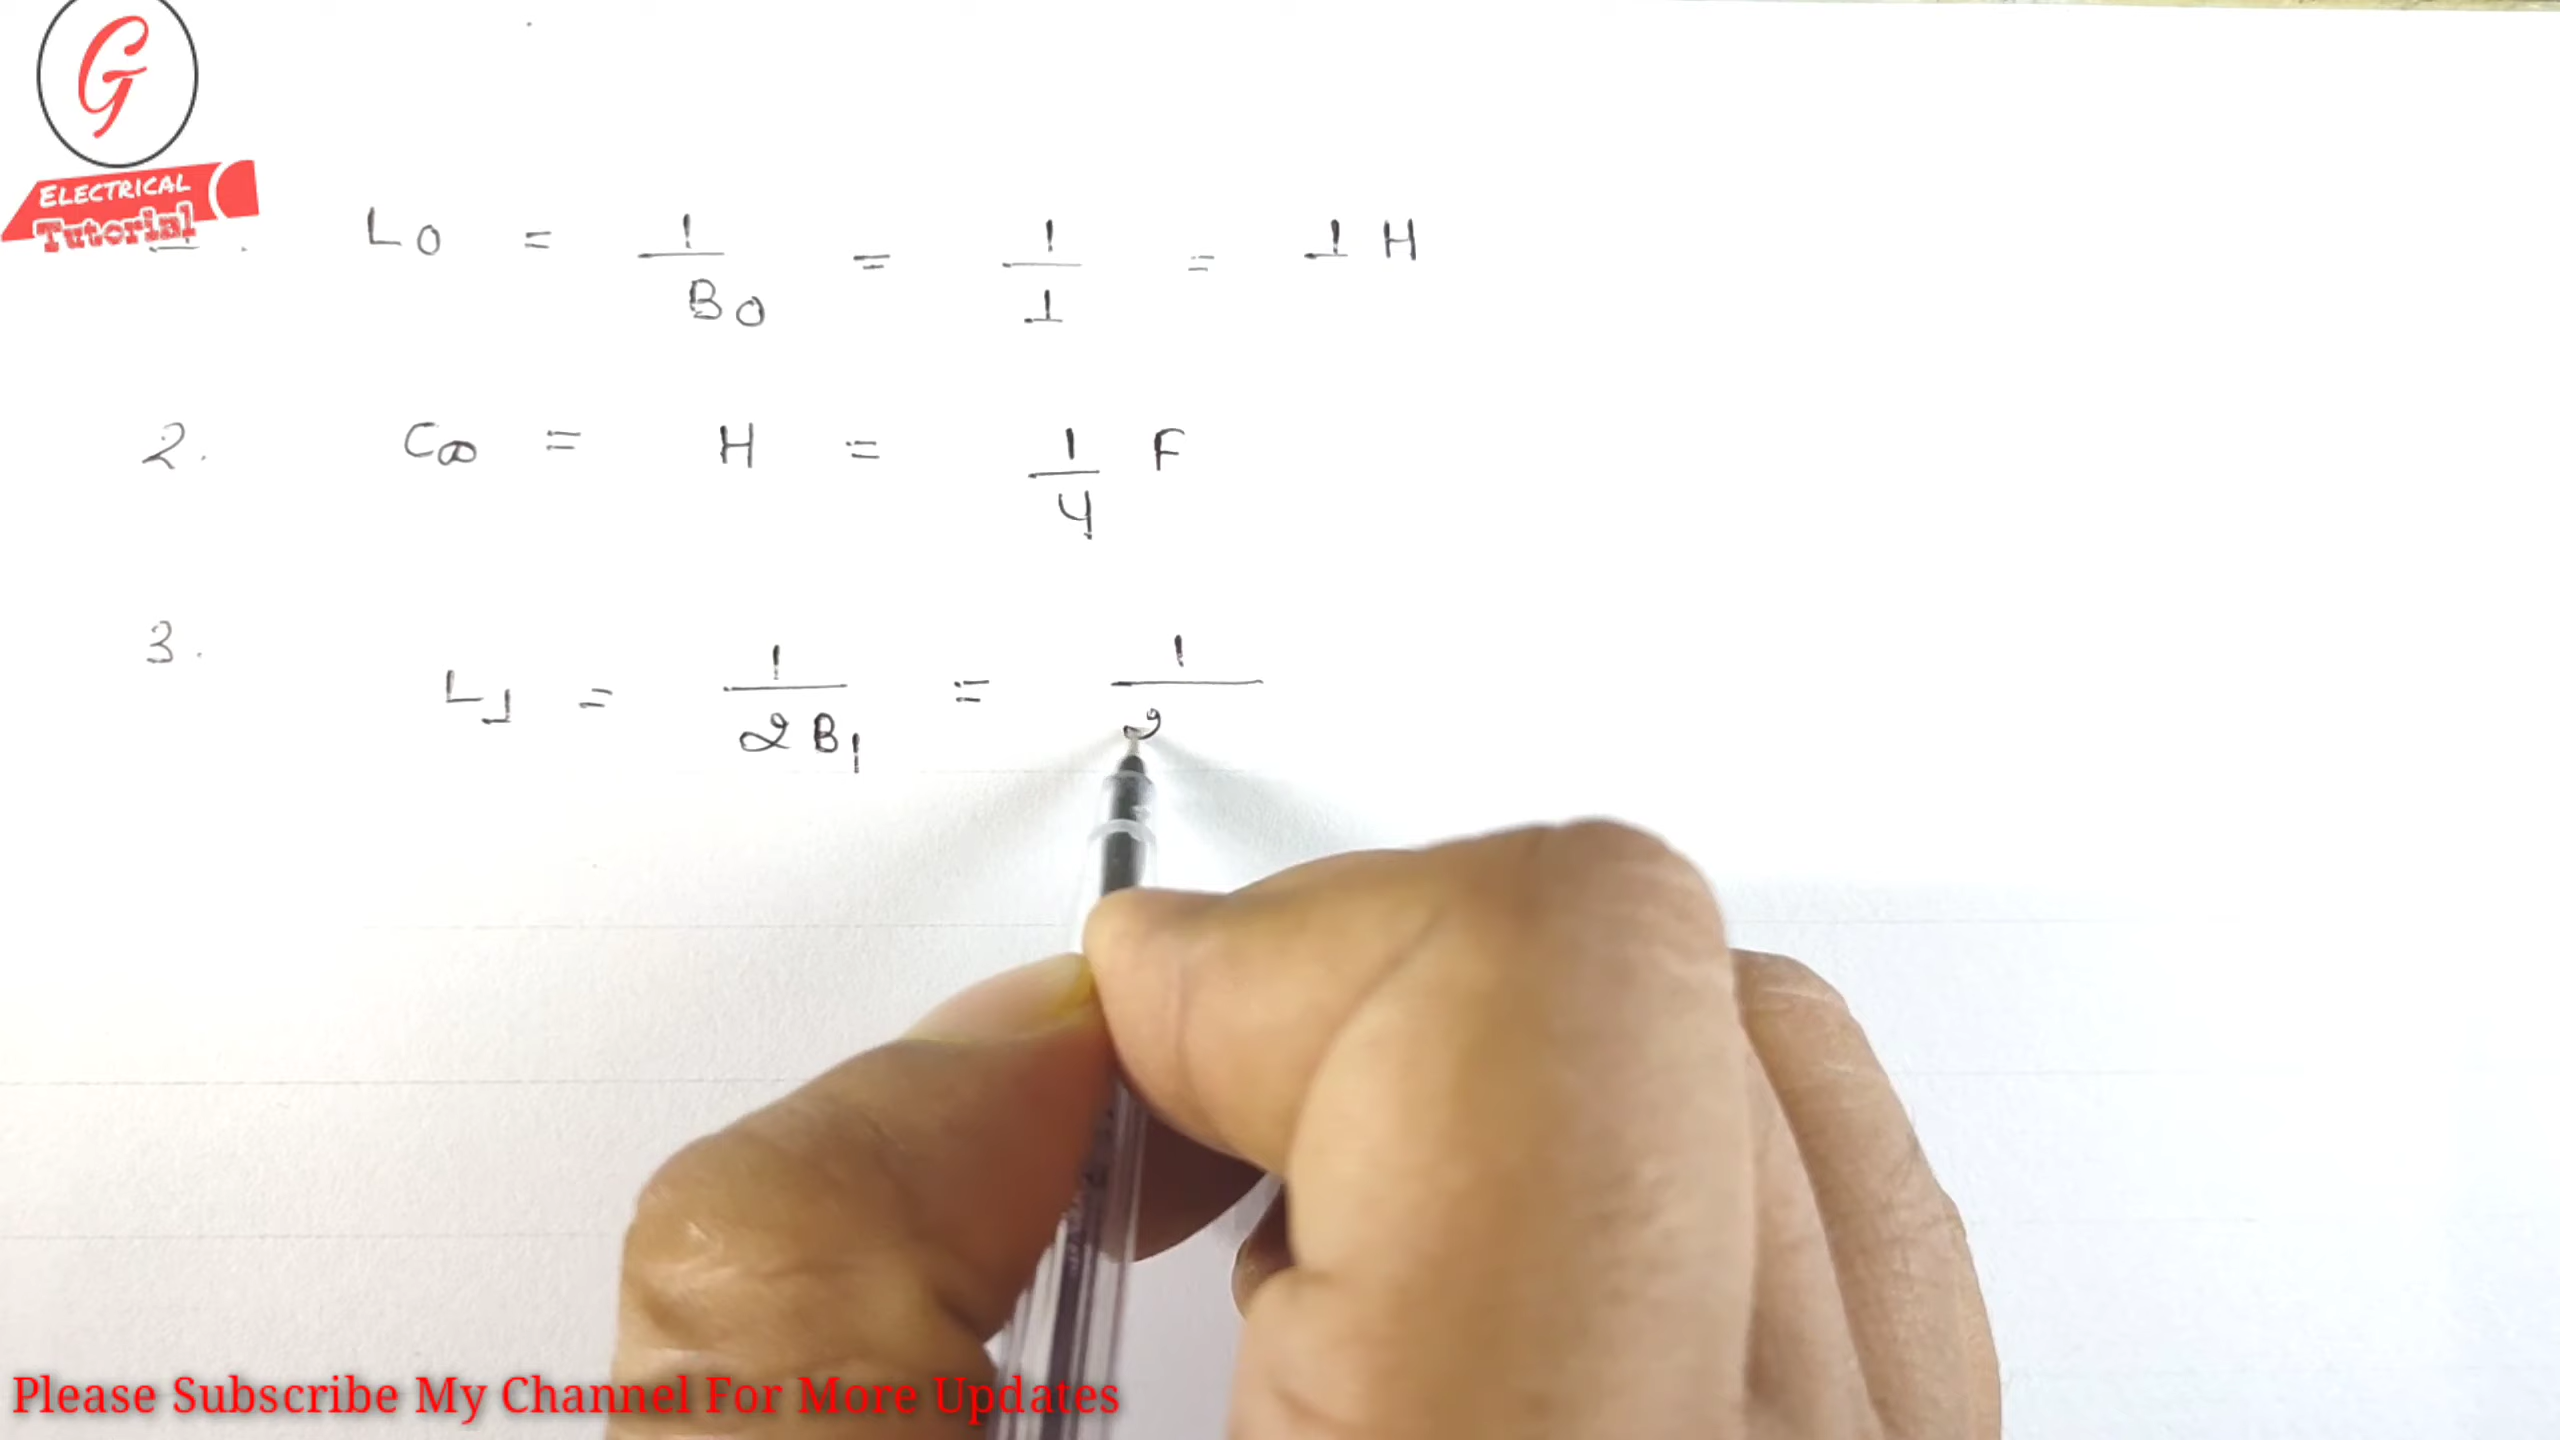 G
ELECTRICAL
Tutorial
L0 = 1/B0 = 1/1 = 1 H
2. C∞ = H = 1/4 F
3. L1 = 1/2B1 = 1/2
Please Subscribe My Channel For More Updates